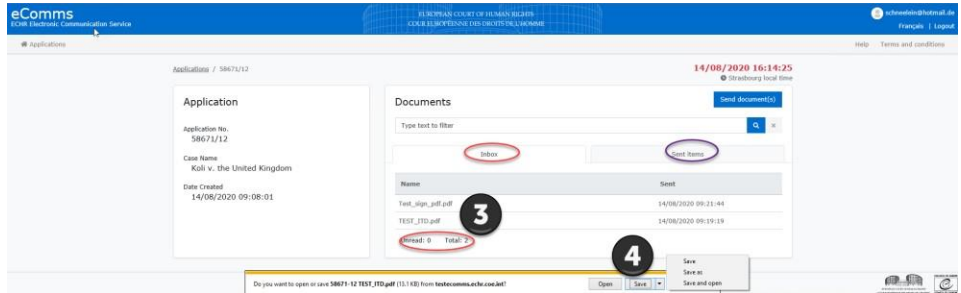 eComms
ECHR Electronic Communication Service
EUROPEAN COURT OF HUMAN RIGHTS
COUR EUROPÉENNE DES DROITS DE L'HOMME
schneelein@hotmail.de
Français | Logout
Applications
Help Terms and conditions
Applications / 58671/12
14/08/2020 16:14:25
Strasbourg local time
Application
Documents
Send document(s)
Application No.
58671/12
Type text to filter
Case Name
Koli v. the United Kingdom
Inbox
Sent items
Date Created
14/08/2020 09:08:01
Name Sent
Test_sign_pdf.pdf 14/08/2020 09:21:44
TEST_ITD.pdf 14/08/2020 09:19:19
3
Unread: 0 Total: 2
4
Save
Save as
Save and open
Do you want to open or save 58671-12 TEST_ITD.pdf (15.1 KB) from testecomms.echr.coe.int?
Open Save